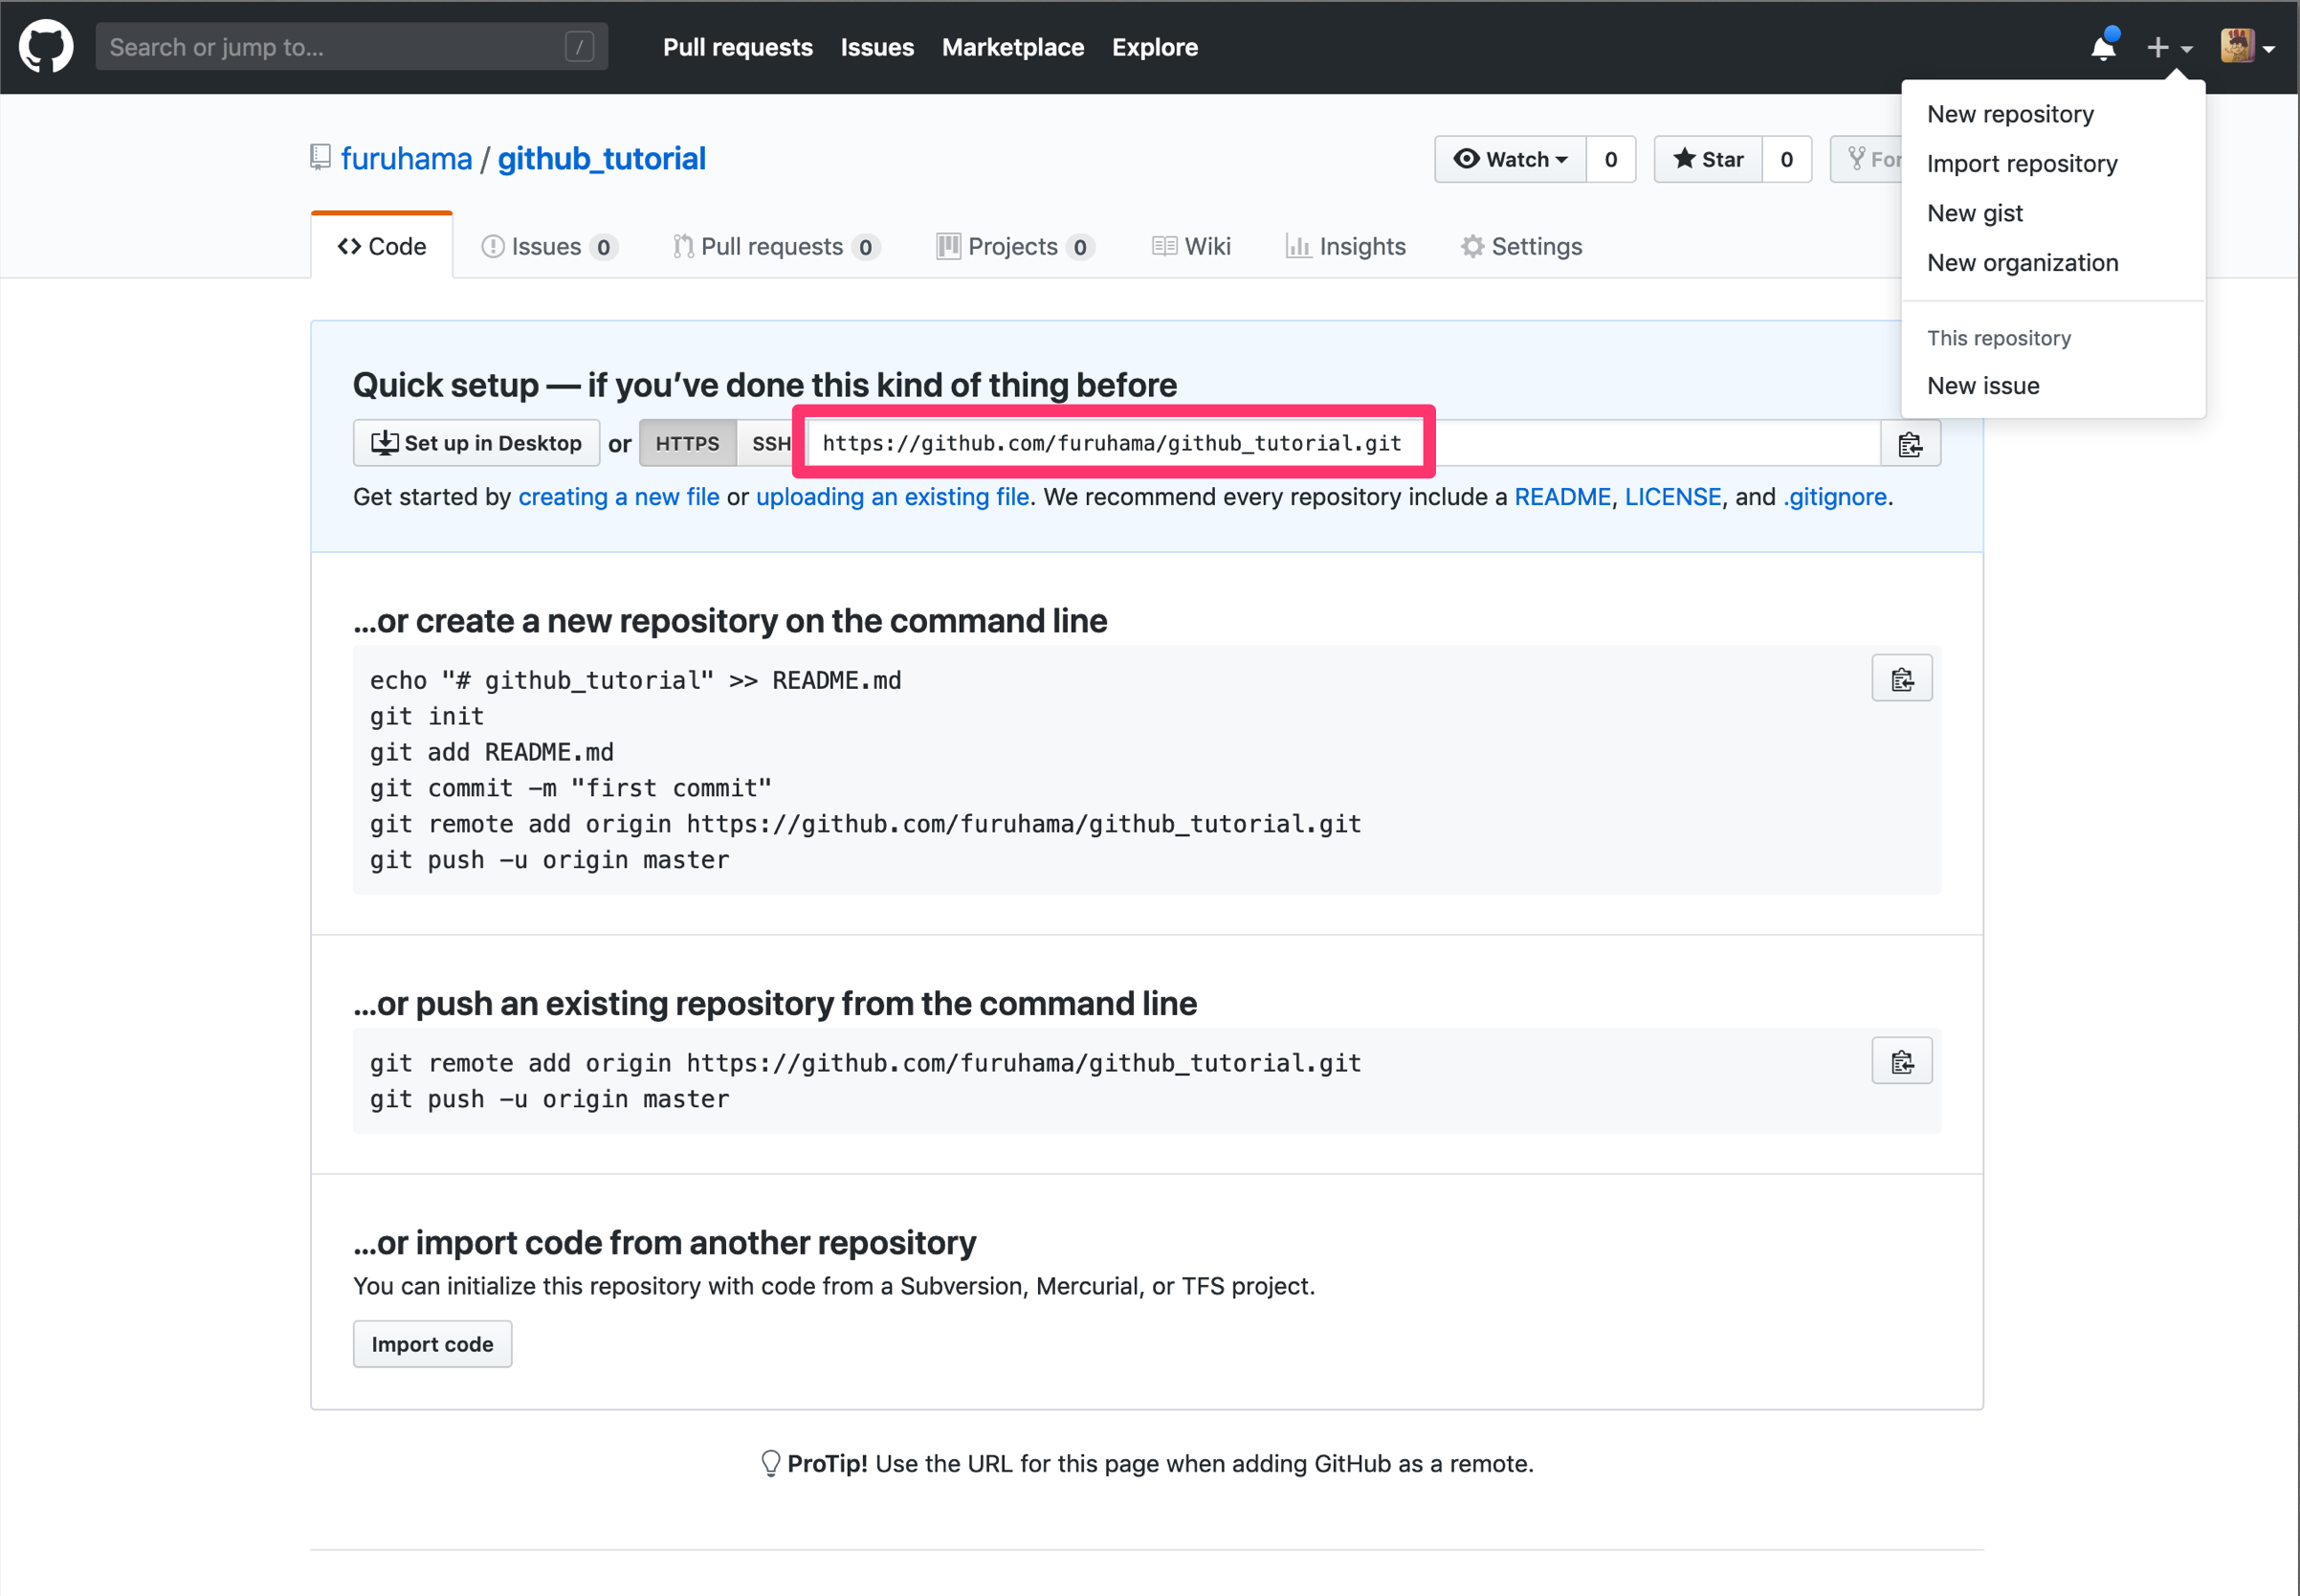 Search or jump to... /
Pull requests Issues Marketplace Explore
New repository
Import repository
New gist
New organization
This repository
New issue
furuhama / github_tutorial
Watch 0 Star 0
Code Issues 0 Pull requests 0 Projects 0 Wiki Insights Settings
Quick setup — if you’ve done this kind of thing before
Set up in Desktop or HTTPS SSH https://github.com/furuhama/github_tutorial.git
Get started by creating a new file or uploading an existing file. We recommend every repository include a README, LICENSE, and .gitignore.
…or create a new repository on the command line
echo "# github_tutorial" >> README.md
git init
git add README.md
git commit -m "first commit"
git remote add origin https://github.com/furuhama/github_tutorial.git
git push -u origin master
…or push an existing repository from the command line
git remote add origin https://github.com/furuhama/github_tutorial.git
git push -u origin master
…or import code from another repository
You can initialize this repository with code from a Subversion, Mercurial, or TFS project.
Import code
ProTip! Use the URL for this page when adding GitHub as a remote.